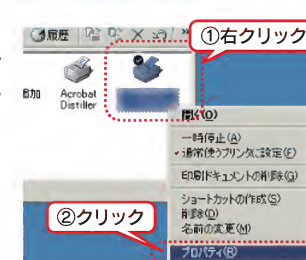 履歴
①右クリック
追加
Acrobat
Distiller
開く(O)
一時停止(A)
通常使うプリンタに設定(F)
印刷ドキュメントの削除(G)
ショートカットの作成(S)
削除(D)
名前の変更(M)
②クリック
プロパティ(R)